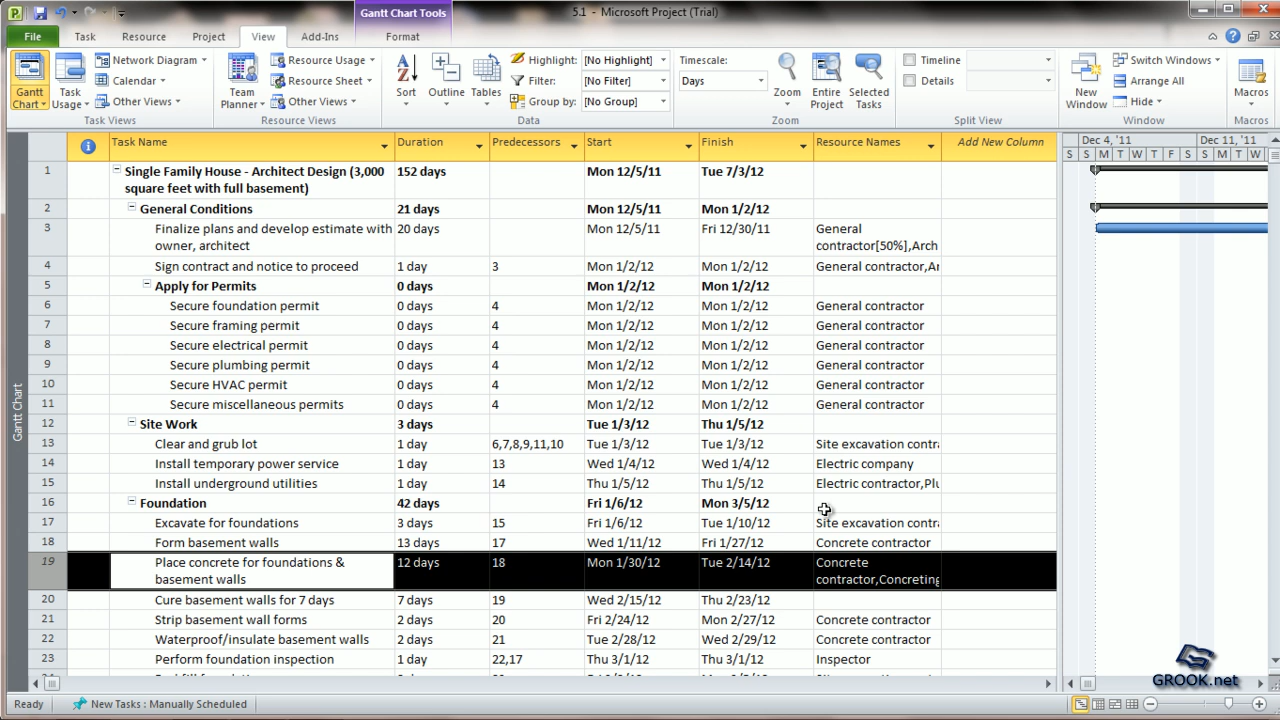 Gantt Chart Tools
5.1 - Microsoft Project (Trial)
File Task Resource Project View Add-Ins Format
Gantt Chart
Task Usage
Network Diagram
Calendar
Other Views
Task Views
Team Planner
Resource Usage
Resource Sheet
Other Views
Resource Views
Sort
Outline
Tables
Highlight: [No Highlight]
Filter: [No Filter]
Group by: [No Group]
Data
Timescale:
Days
Zoom
Entire Project
Selected Tasks
Zoom
Timeline
Details
Split View
New Window
Switch Windows
Arrange All
Hide
Window
Macros
Macros
Task Name Duration Predecessors Start Finish Resource Names Add New Column
Dec 4, '11 Dec 11, '11
S S M T W T F S S M T W
1 Single Family House - Architect Design (3,000 152 days Mon 12/5/11 Tue 7/3/12
square feet with full basement)
2 General Conditions 21 days Mon 12/5/11 Mon 1/2/12
3 Finalize plans and develop estimate with 20 days Mon 12/5/11 Fri 12/30/11 General
owner, architect contractor[50%],Arch
4 Sign contract and notice to proceed 1 day 3 Mon 1/2/12 Mon 1/2/12 General contractor,Ar
5 Apply for Permits 0 days Mon 1/2/12 Mon 1/2/12
6 Secure foundation permit 0 days 4 Mon 1/2/12 Mon 1/2/12 General contractor
7 Secure framing permit 0 days 4 Mon 1/2/12 Mon 1/2/12 General contractor
8 Secure electrical permit 0 days 4 Mon 1/2/12 Mon 1/2/12 General contractor
9 Secure plumbing permit 0 days 4 Mon 1/2/12 Mon 1/2/12 General contractor
10 Secure HVAC permit 0 days 4 Mon 1/2/12 Mon 1/2/12 General contractor
11 Secure miscellaneous permits 0 days 4 Mon 1/2/12 Mon 1/2/12 General contractor
12 Site Work 3 days Tue 1/3/12 Thu 1/5/12
13 Clear and grub lot 1 day 6,7,8,9,11,10 Tue 1/3/12 Tue 1/3/12 Site excavation contra
14 Install temporary power service 1 day 13 Wed 1/4/12 Wed 1/4/12 Electric company
15 Install underground utilities 1 day 14 Thu 1/5/12 Thu 1/5/12 Electric contractor,Plu
16 Foundation 42 days Fri 1/6/12 Mon 3/5/12
17 Excavate for foundations 3 days 15 Fri 1/6/12 Tue 1/10/12 Site excavation contra
18 Form basement walls 13 days 17 Wed 1/11/12 Fri 1/27/12 Concrete contractor
19 Place concrete for foundations & 12 days 18 Mon 1/30/12 Tue 2/14/12 Concrete
basement walls contractor,Concreting
20 Cure basement walls for 7 days 7 days 19 Wed 2/15/12 Thu 2/23/12
21 Strip basement wall forms 2 days 20 Fri 2/24/12 Mon 2/27/12 Concrete contractor
22 Waterproof/insulate basement walls 2 days 21 Tue 2/28/12 Wed 2/29/12 Concrete contractor
23 Perform foundation inspection 1 day 22,17 Thu 3/1/12 Thu 3/1/12 Inspector
Gantt Chart
GROOK.net
Ready New Tasks : Manually Scheduled